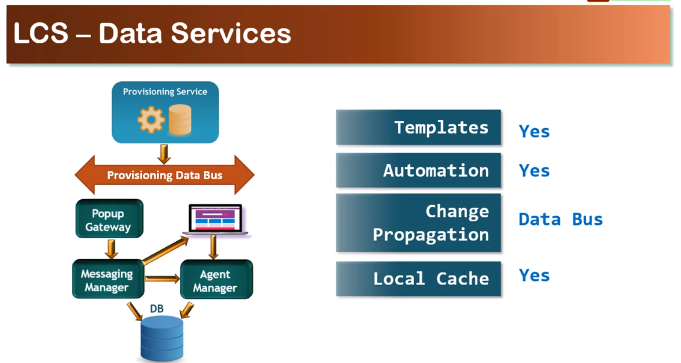 LCS – Data Services
Provisioning Service
Provisioning Data Bus
Popup
Gateway
Messaging
Manager
Agent
Manager
DB
Templates Yes
Automation Yes
Change
Propagation Data Bus
Local Cache Yes